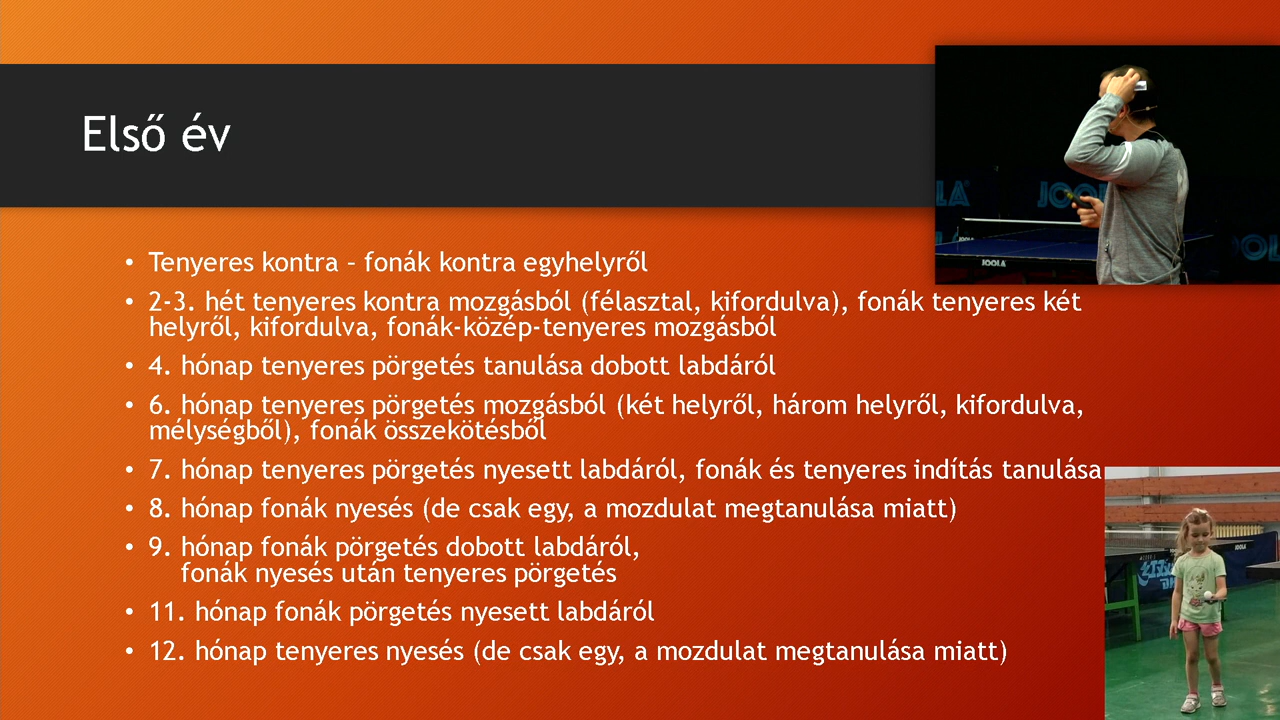 Első év
• Tenyeres kontra – fonák kontra egyhelyről
• 2-3. hét tenyeres kontra mozgásból (félasztal, kifordulva), fonák tenyeres két
helyről, kifordulva, fonák-közép-tenyeres mozgásból
• 4. hónap tenyeres pörgetés tanulása dobott labdáról
• 6. hónap tenyeres pörgetés mozgásból (két helyről, három helyről, kifordulva,
mélységből), fonák összekötésből
• 7. hónap tenyeres pörgetés nyesett labdáról, fonák és tenyeres indítás tanulása
• 8. hónap fonák nyesés (de csak egy, a mozdulat megtanulása miatt)
• 9. hónap fonák pörgetés dobott labdáról,
fonák nyesés után tenyeres pörgetés
• 11. hónap fonák pörgetés nyesett labdáról
• 12. hónap tenyeres nyesés (de csak egy, a mozdulat megtanulása miatt)
JOOLA
JOOLA